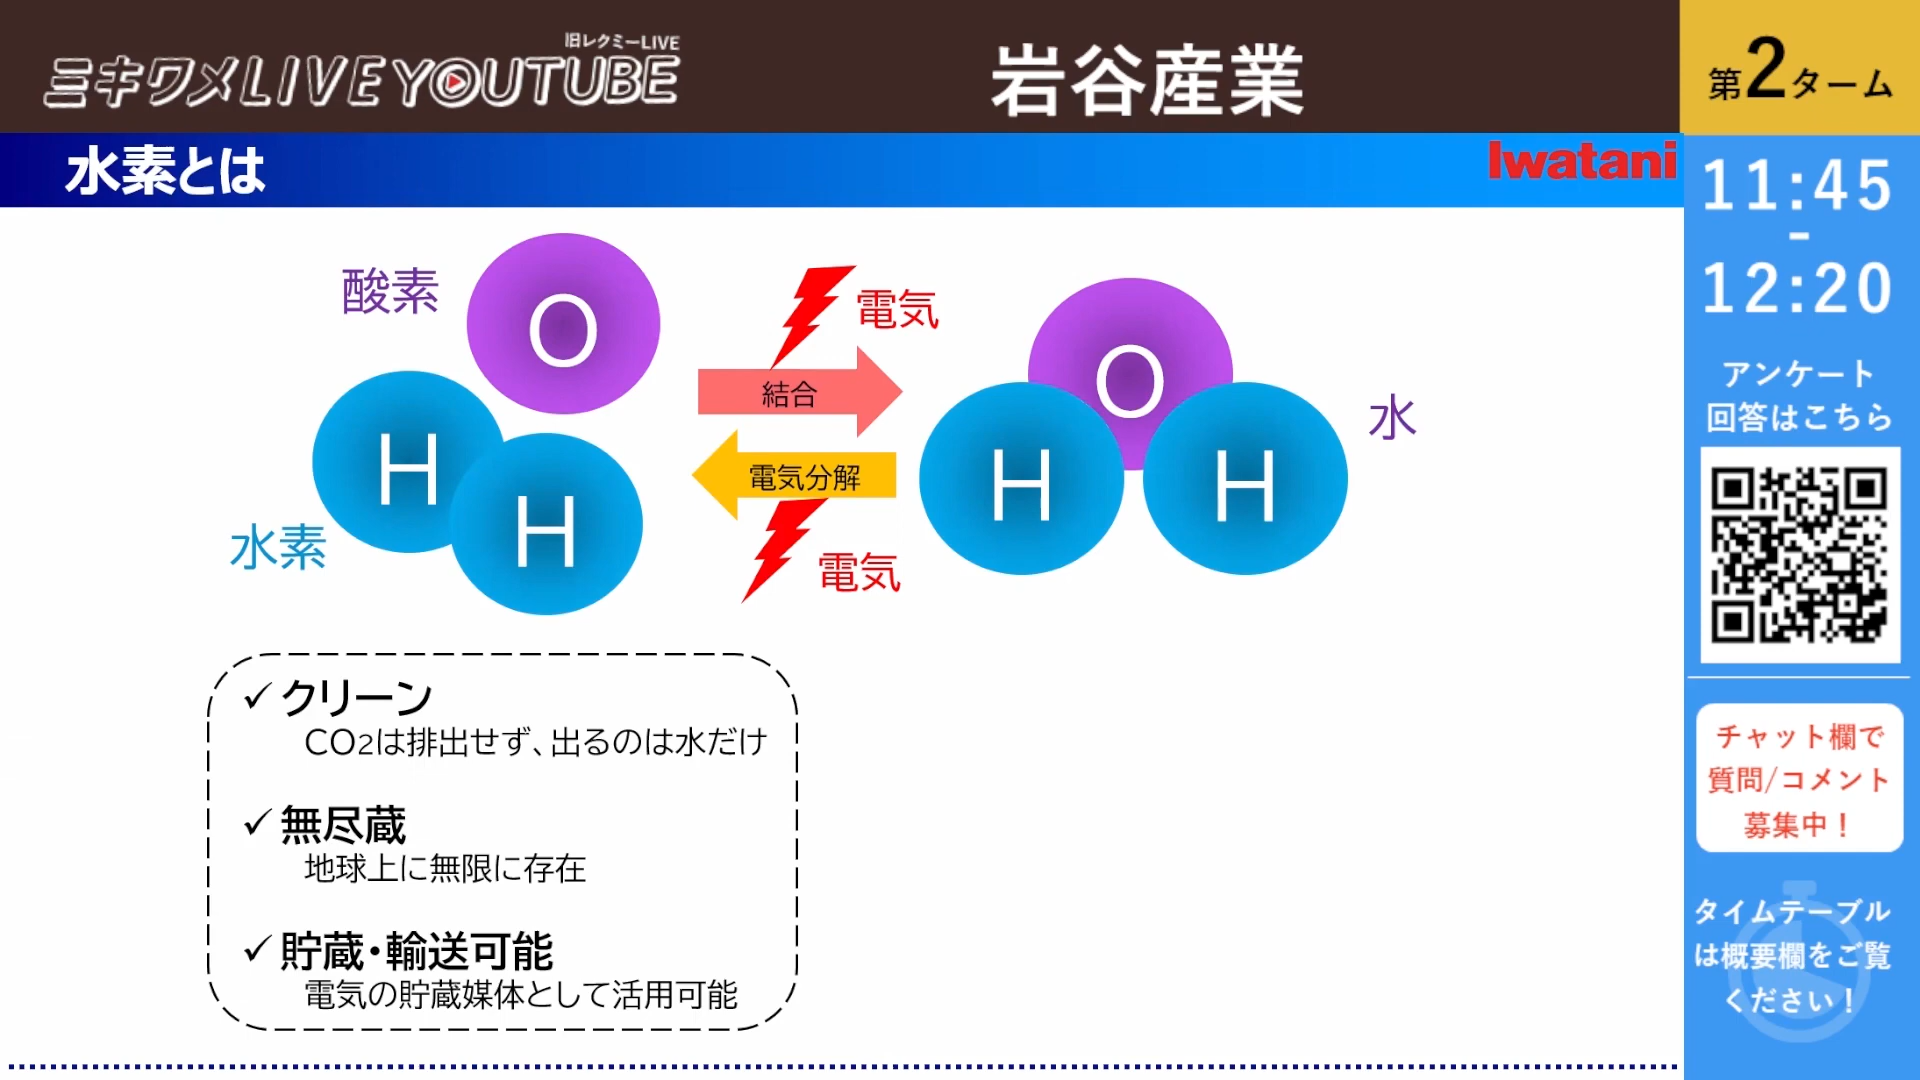 旧レクミーLIVE
ミキワメLIVE YOUTUBE
岩谷産業
第2ターム
水素とは
Iwatani
11:45
-
12:20
アンケート
回答はこちら
酸素
O
電気
結合
H
H
水素
電気分解
電気
O
H
H
水
✓クリーン
CO2は排出せず、出るのは水だけ
✓無尽蔵
地球上に無限に存在
✓貯蔵・輸送可能
電気の貯蔵媒体として活用可能
チャット欄で
質問/コメント
募集中！
タイムテーブル
は概要欄をご覧
ください！